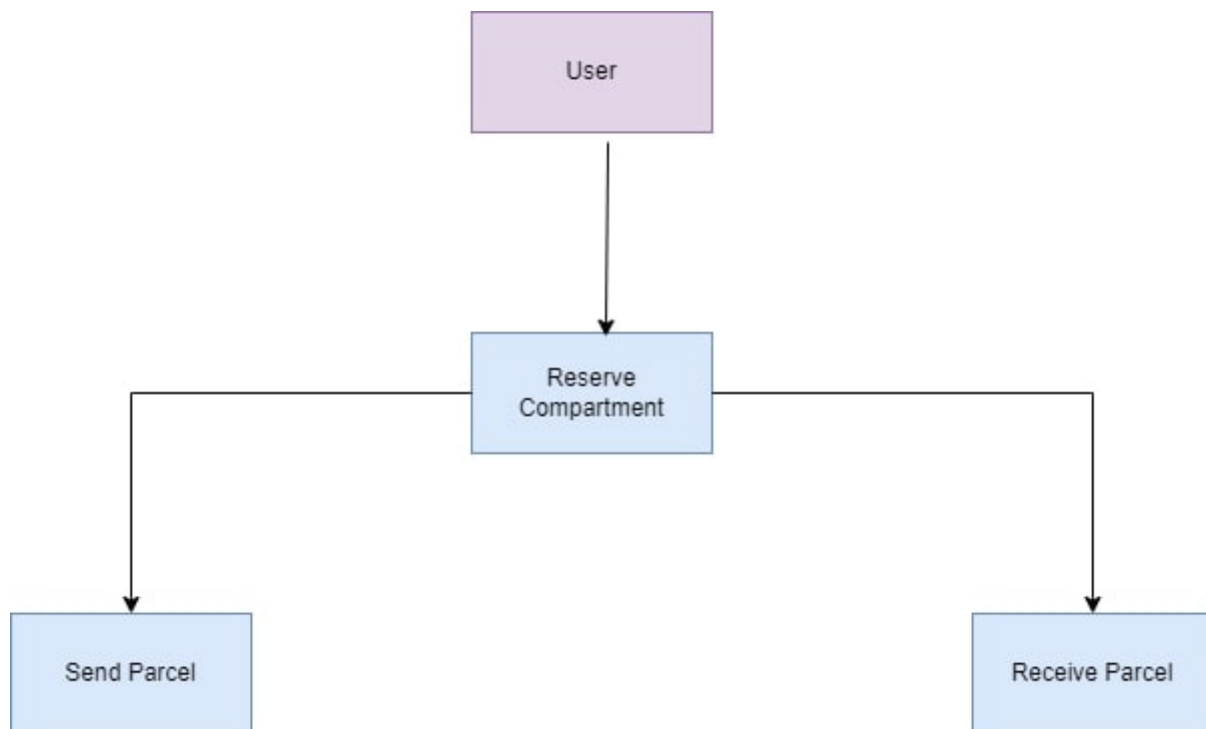 User
Reserve
Compartment
Send Parcel
Receive Parcel